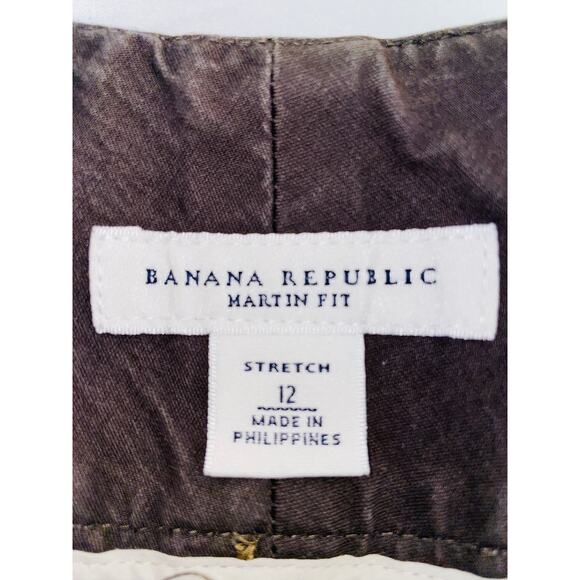 BANANA REPUBLIC
MARTIN FIT
STRETCH
12
MADE IN
PHILIPPINES